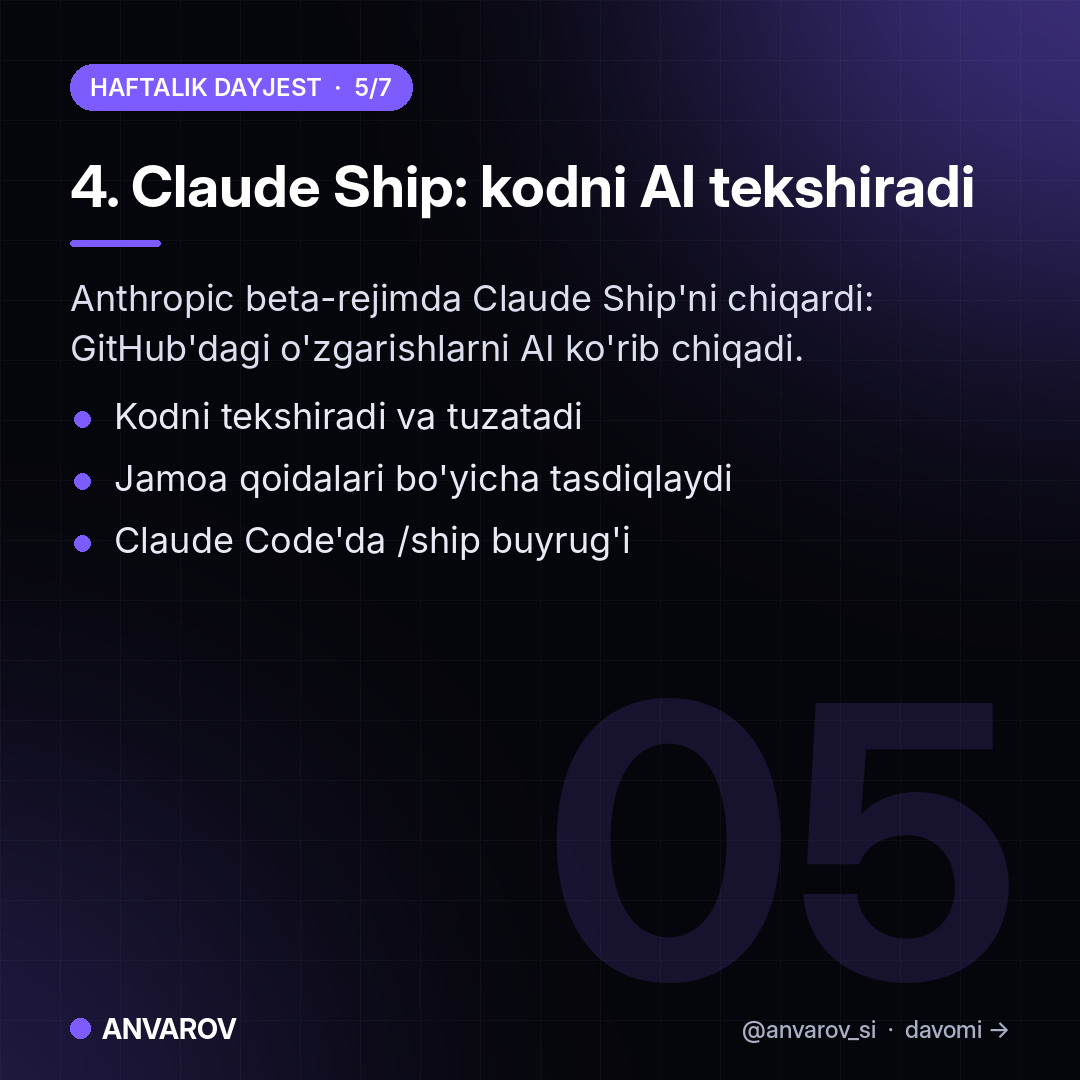 HAFTALIK DAYJEST · 5/7
4. Claude Ship: kodni AI tekshiradi
Anthropic beta-rejimda Claude Ship'ni chiqardi:
GitHub'dagi o'zgarishlarni AI ko'rib chiqadi.
● Kodni tekshiradi va tuzatadi
● Jamoa qoidalari bo'yicha tasdiqlaydi
● Claude Code'da /ship buyrug'i
05
ANVAROV
@anvarov_si · davomi →